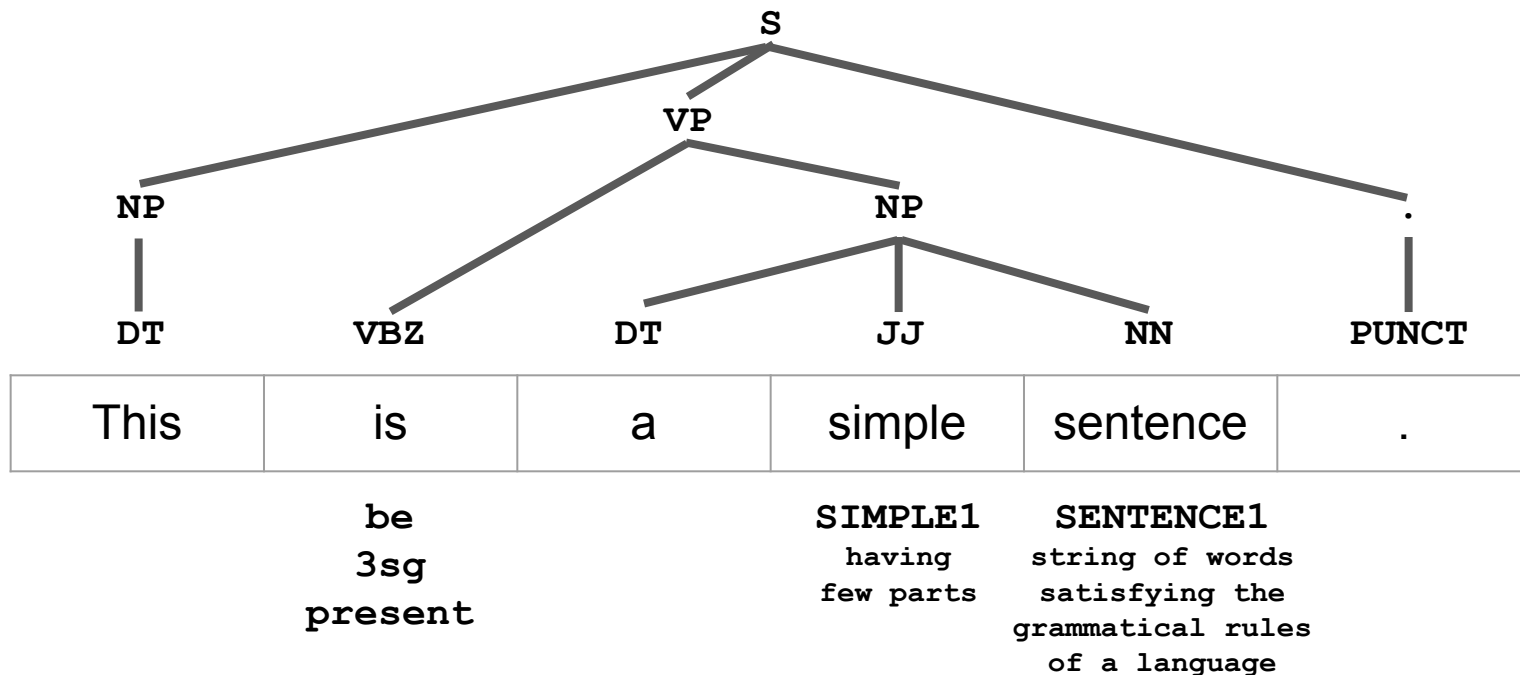 S
VP
NP NP .
DT VBZ DT JJ NN PUNCT
This is a simple sentence .
be SIMPLE1 SENTENCE1
3sg having string of words
present few parts satisfying the
grammatical rules
of a language